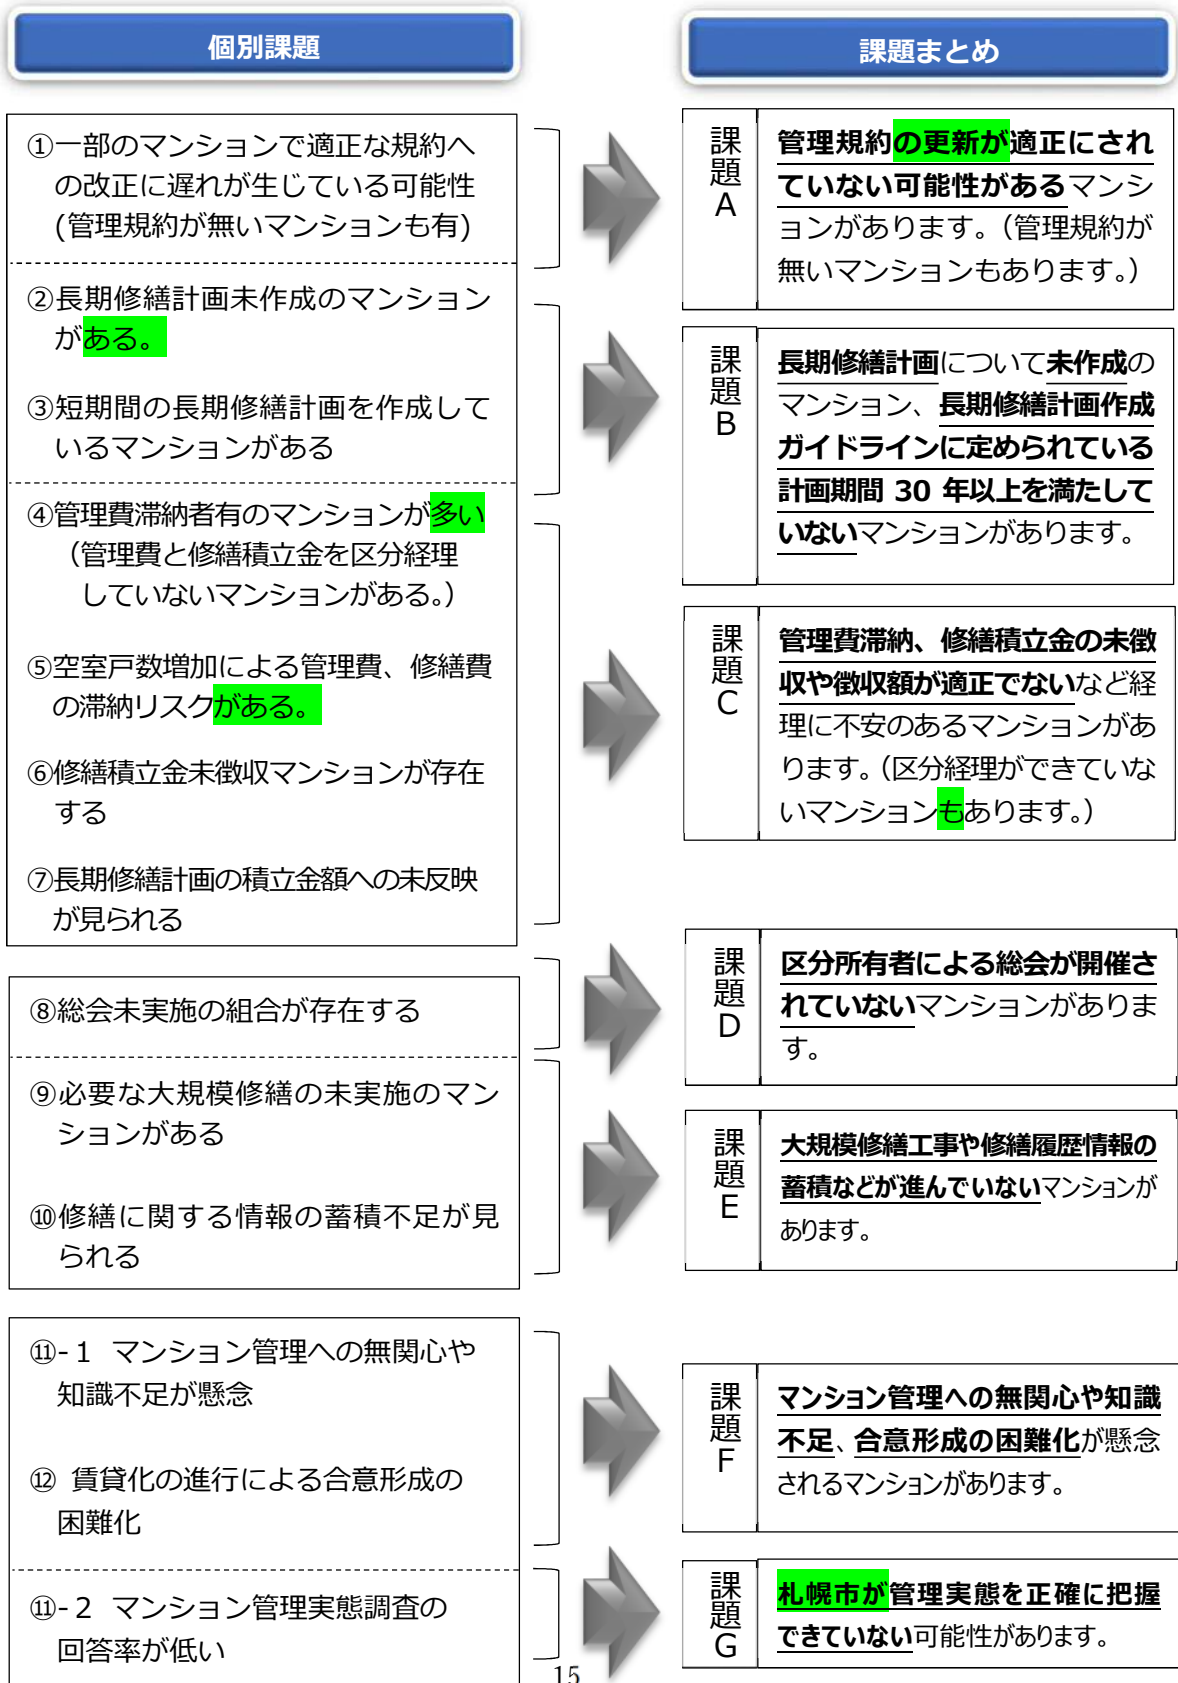 個別課題
①一部のマンションで適正な規約へ
の改正に遅れが生じている可能性
(管理規約が無いマンションも有)
②長期修繕計画未作成のマンション
がある。
③短期間の長期修繕計画を作成して
いるマンションがある
④管理費滞納者有のマンションが多い
（管理費と修繕積立金を区分経理
していないマンションがある。）
⑤空室戸数増加による管理費、修繕費
の滞納リスクがある。
⑥修繕積立金未徴収マンションが存在
する
⑦長期修繕計画の積立金額への未反映
が見られる
⑧総会未実施の組合が存在する
⑨必要な大規模修繕の未実施のマン
ションがある
⑩修繕に関する情報の蓄積不足が見
られる
⑪-１ マンション管理への無関心や
知識不足が懸念
⑫ 賃貸化の進行による合意形成の
困難化
⑪-２ マンション管理実態調査の
回答率が低い
課題まとめ
課題A
管理規約の更新が適正にされ
ていない可能性があるマンシ
ョンがあります。（管理規約が
無いマンションもあります。）
課題B
長期修繕計画について未作成の
マンション、長期修繕計画作成
ガイドラインに定められている
計画期間 30 年以上を満たして
いないマンションがあります。
課題C
管理費滞納、修繕積立金の未徴
収や徴収額が適正でないなど経
理に不安のあるマンションがあ
ります。（区分経理ができていな
いマンションもあります。）
課題D
区分所有者による総会が開催さ
れていないマンションがありま
す。
課題E
大規模修繕工事や修繕履歴情報の
蓄積などが進んでいないマンションが
あります。
課題F
マンション管理への無関心や知識
不足、合意形成の困難化が懸念
されるマンションがあります。
課題G
札幌市が管理実態を正確に把握
できていない可能性があります。
15